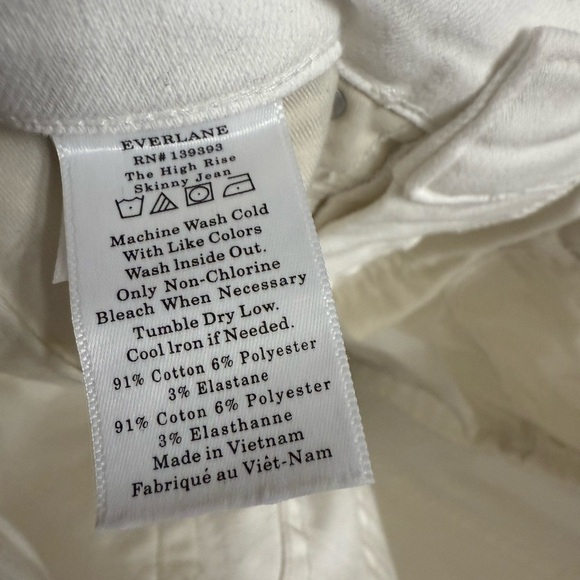 EVERLANE
RN# 139393
The High Rise
Skinny Jean
Machine Wash Cold
With Like Colors
Wash Inside Out.
Only Non-Chlorine
Bleach When Necessary
Tumble Dry Low.
Cool Iron if Needed.
91% Cotton 6% Polyester
3% Elastane
91% Coton 6% Polyester
3% Elasthanne
Made in Vietnam
Fabriqué au Viêt-Nam